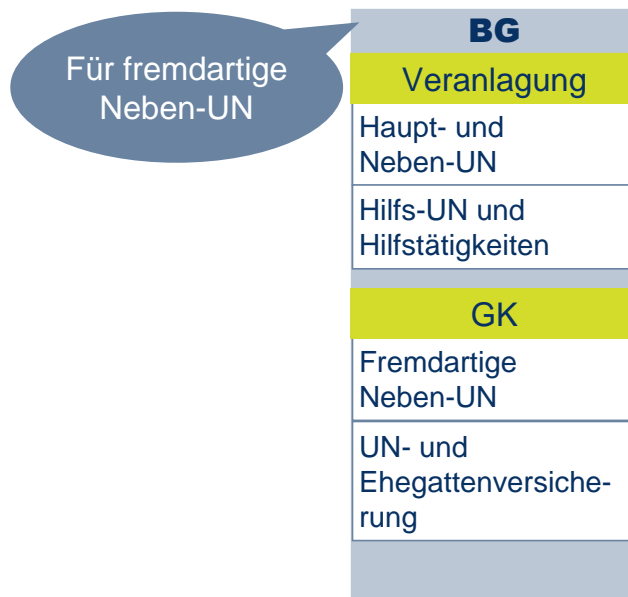 Für fremdartige
Neben-UN
BG
Veranlagung
Haupt- und
Neben-UN
Hilfs-UN und
Hilfstätigkeiten
GK
Fremdartige
Neben-UN
UN- und
Ehegattenversiche-
rung